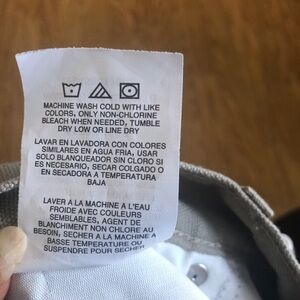 MACHINE WASH COLD WITH LIKE
COLORS, ONLY NON-CHLORINE
BLEACH WHEN NEEDED, TUMBLE
DRY LOW OR LINE DRY
LAVAR EN LAVADORA CON COLORES
SIMILARES EN AGUA FRIA, USAR
SOLO BLANQUEADOR SIN CLORO SI
ES NECESARIO, SECAR COLGADO O
EN SECADORA A TEMPERATURA
BAJA
LAVER A LA MACHINE A L'EAU
FROIDE AVEC COULEURS
SEMBLABLES, AGENT DE
BLANCHIMENT NON CHLORE AU
BESOIN, SECHER A LA MACHINE A
BASSE TEMPERATURE OU
SUSPENDRE POUR SECHER